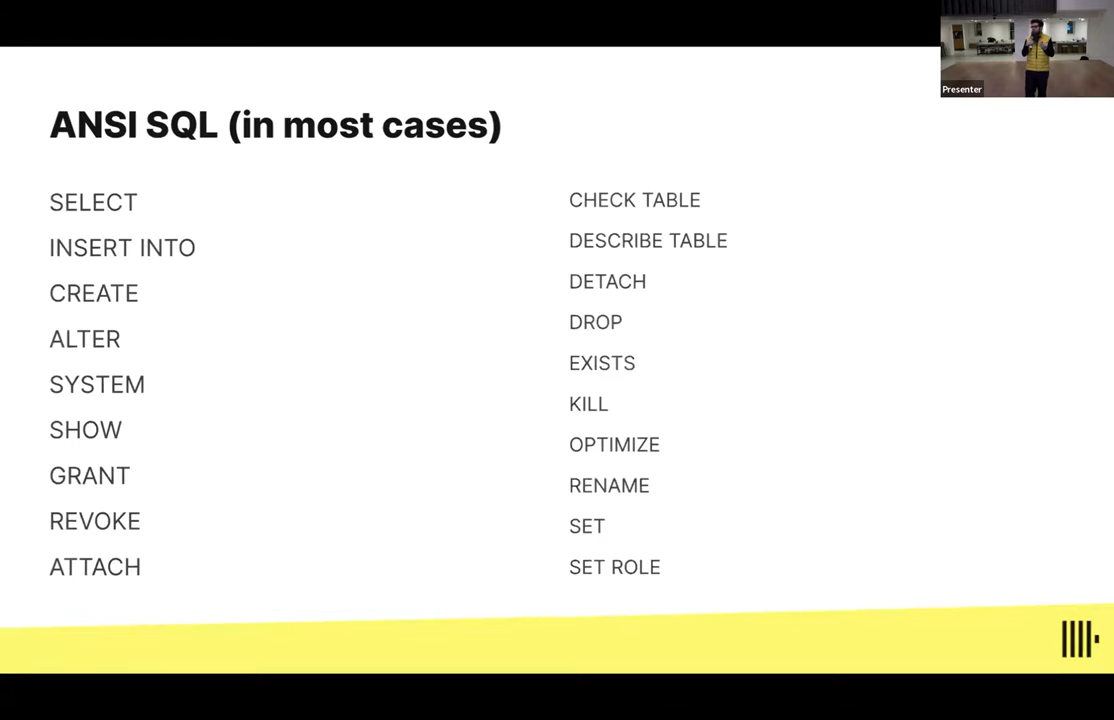 Presenter
ANSI SQL (in most cases)
SELECT
INSERT INTO
CREATE
ALTER
SYSTEM
SHOW
GRANT
REVOKE
ATTACH
CHECK TABLE
DESCRIBE TABLE
DETACH
DROP
EXISTS
KILL
OPTIMIZE
RENAME
SET
SET ROLE